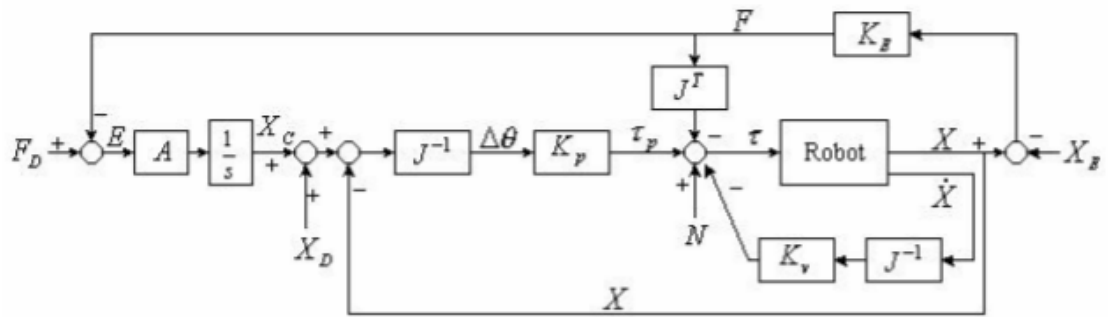 F
K_E
J^T
F_D
+
−
E
A
1/s
X_C
+
+
X_D
+
−
J^{-1}
Δθ
K_p
τ_p
−
+
−
N
τ
Robot
X
+
−
X_E
Ẋ
K_v
J^{-1}
X